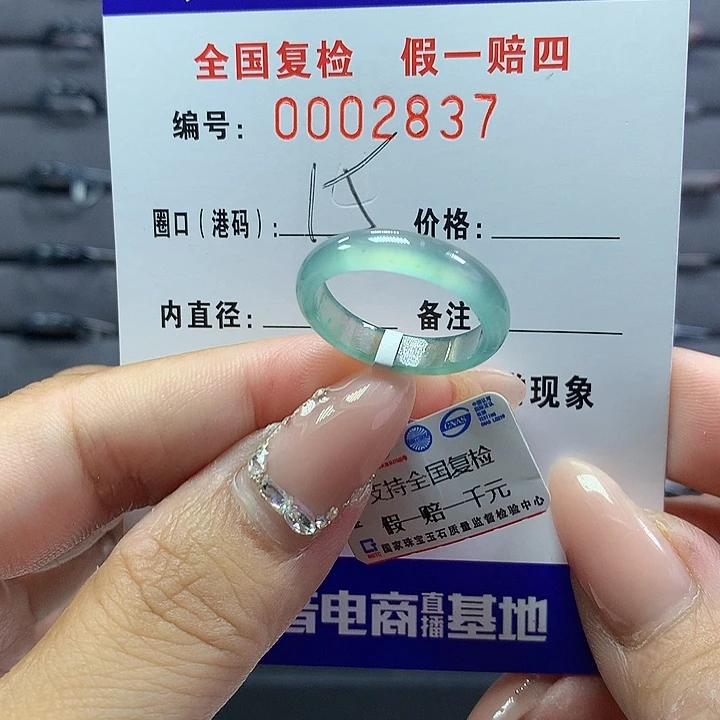 全国复检 假一赔四
编号: 0002837
圈口(港码):
价格:
内直径:
备注
现象
CNAS
支持全国复检
假一赔一千元
NGTC 国家珠宝玉石质量监督检验中心
电商直播基地